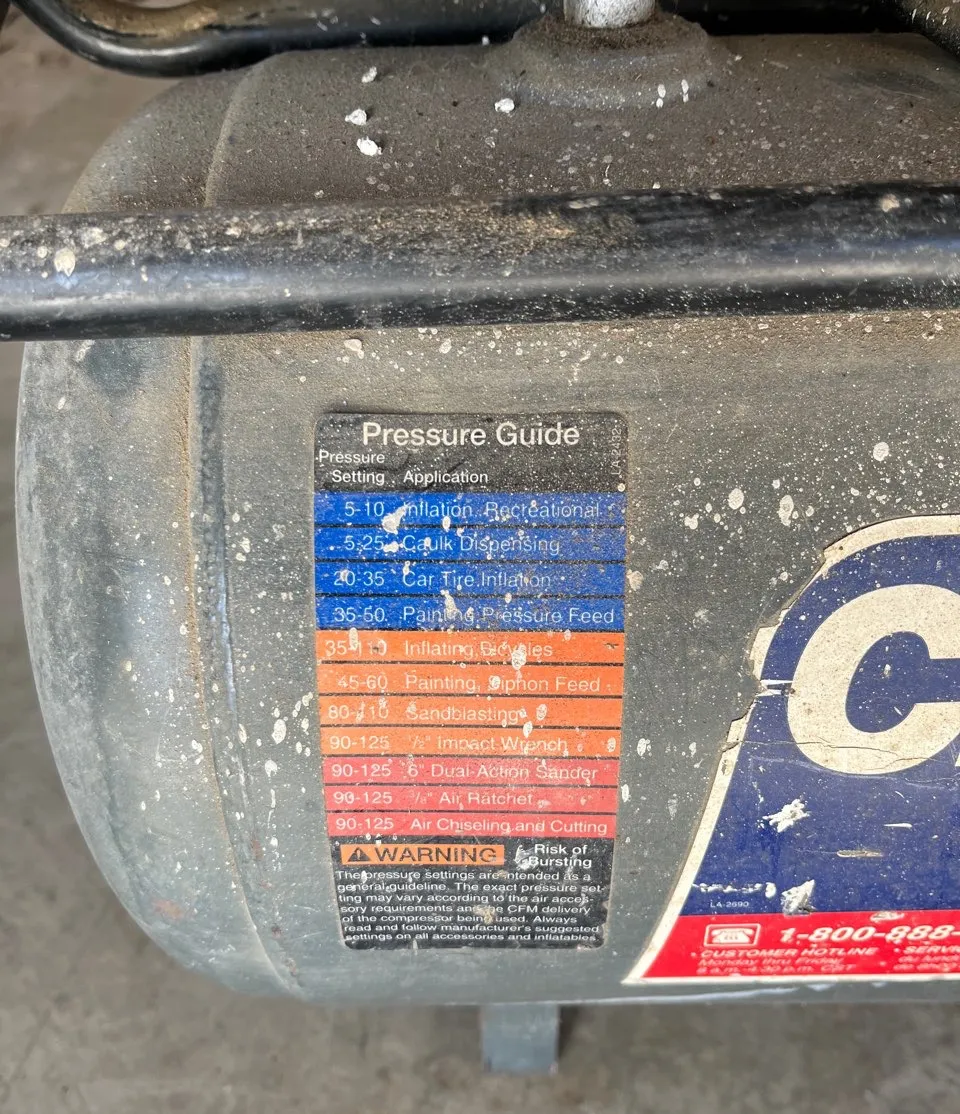 Pressure Guide
Pressure
Setting Application
5-10 Inflation, Recreational
5-25 Caulk Dispensing
20-35 Car Tire Inflation
35-50 Painting, Pressure Feed
35-110 Inflating Bicycles
45-60 Painting, Siphon Feed
80-110 Sandblasting
90-125 ½" Impact Wrench
90-125 6" Dual-Action Sander
90-125 Air Ratchet
90-125 Air Chiseling and Cutting
WARNING Risk of
Bursting
The pressure settings are intended as a
general guideline. The exact pressure set-
ting may vary according to the air acces-
sory requirements and the CFM delivery
of the compressor being used. Always
read and follow manufacturer's suggested
settings on all accessories and inflatables
C
LA-2690
1-800-888-
CUSTOMER HOTLINE
Monday thru Friday